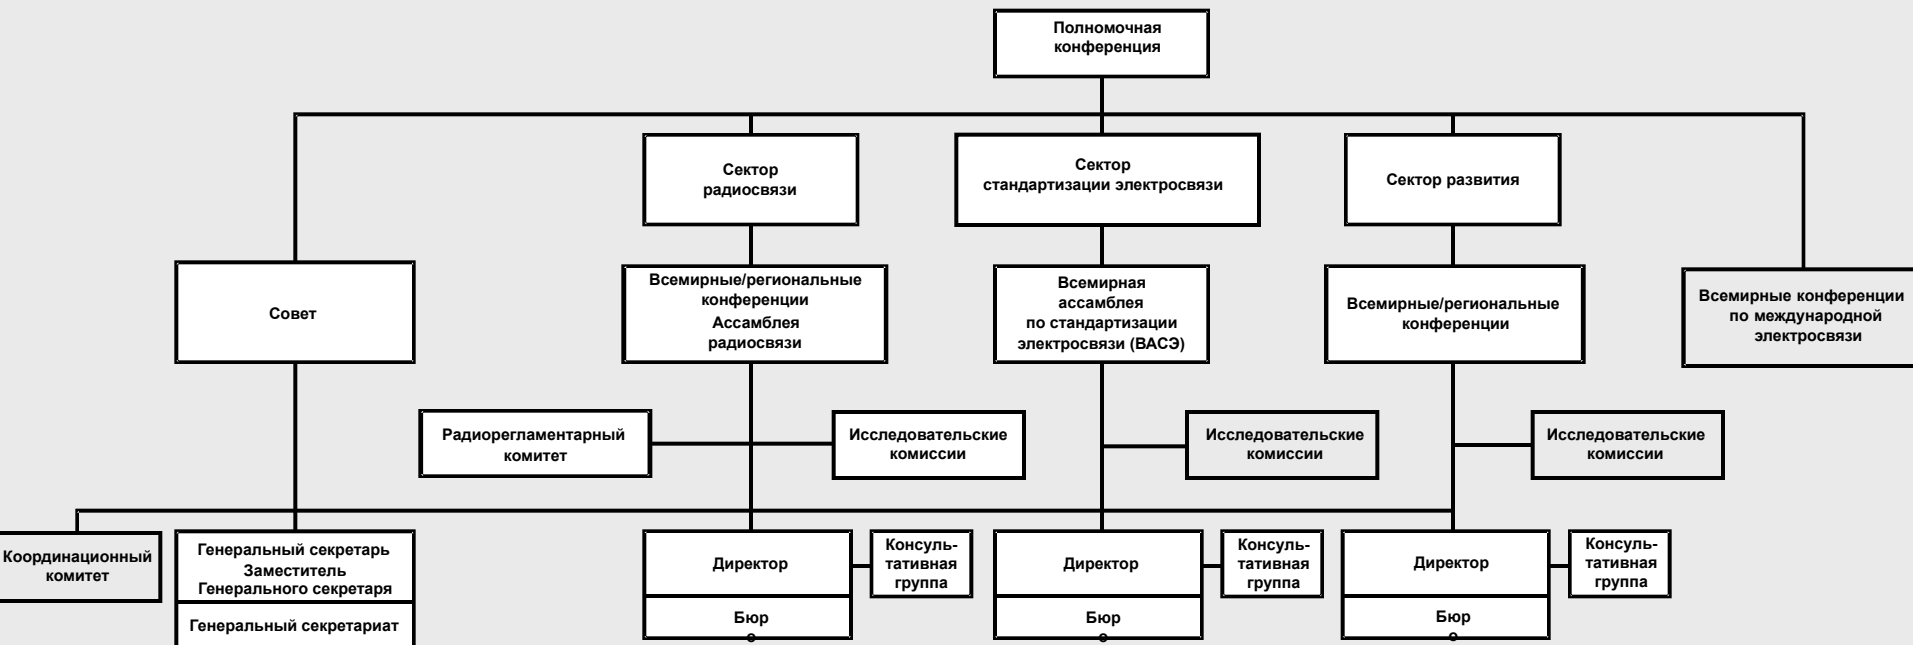 Полномочная
конференция
Сектор
радиосвязи
Сектор
стандартизации электросвязи
Сектор развития
Совет
Всемирные/региональные
конференции
Ассамблея
радиосвязи
Всемирная
ассамблея
по стандартизации
электросвязи (ВАСЭ)
Всемирные/региональные
конференции
Всемирные конференции
по международной
электросвязи
Радиорегламентарный
комитет
Исследовательские
комиссии
Исследовательские
комиссии
Исследовательские
комиссии
Координационный
комитет
Генеральный секретарь
Заместитель
Генерального секретаря
Генеральный секретариат
Директор
Бюр
о
Консуль-
тативная
группа
Директор
Бюр
о
Консуль-
тативная
группа
Директор
Бюр
о
Консуль-
тативная
группа